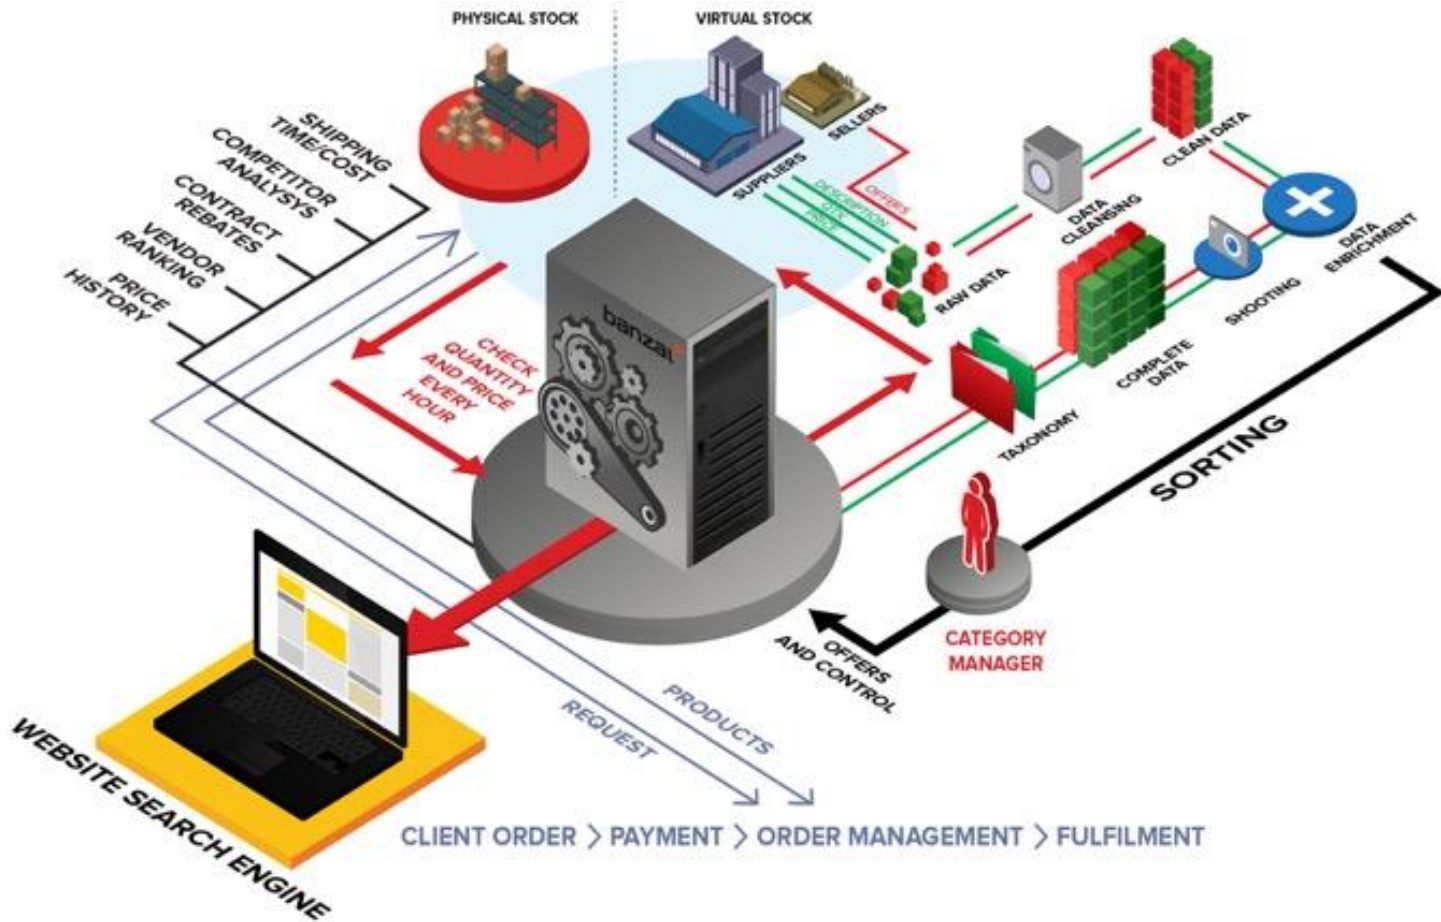 PHYSICAL STOCK
VIRTUAL STOCK
SHIPPING
TIME/COST
COMPETITOR
ANALYSYS
CONTRACT
REBATES
VENDOR
RANKING
PRICE
HISTORY
SUPPLIERS
SELLERS
DESCRIPTION
QTY
PRICE
OFFERS
RAW DATA
DATA
CLEANSING
CLEAN DATA
DATA
ENRICHMENT
SHOOTING
COMPLETE
DATA
TAXONOMY
SORTING
banzai
CHECK
QUANTITY
AND PRICE
EVERY
HOUR
CATEGORY
MANAGER
OFFERS
AND CONTROL
PRODUCTS
REQUEST
WEBSITE SEARCH ENGINE
CLIENT ORDER > PAYMENT > ORDER MANAGEMENT > FULFILMENT